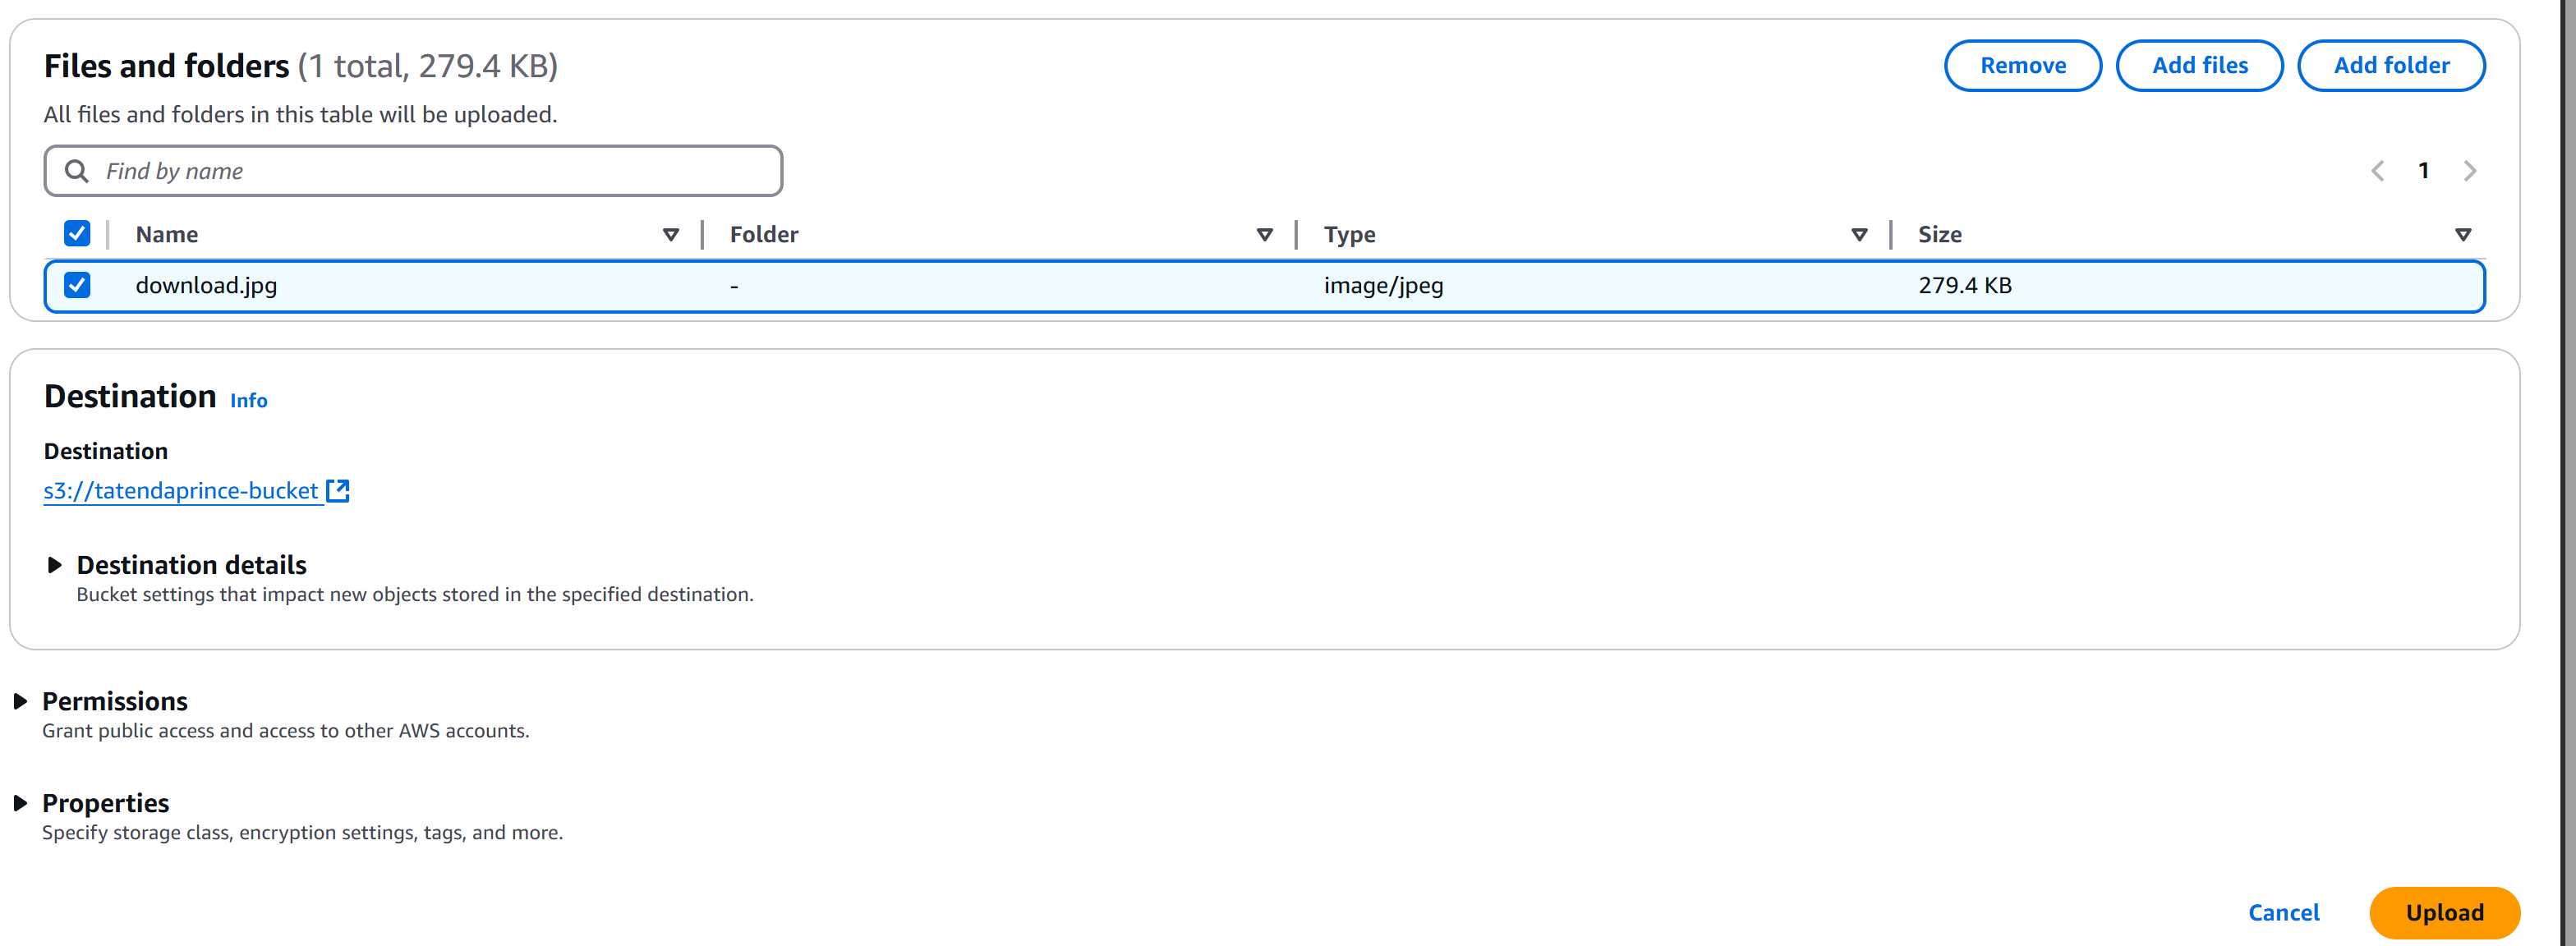 Files and folders (1 total, 279.4 KB)
Remove
Add files
Add folder
All files and folders in this table will be uploaded.
Find by name
1
Name Folder Type Size
download.jpg - image/jpeg 279.4 KB
Destination Info
Destination
s3://tatendaprince-bucket
Destination details
Bucket settings that impact new objects stored in the specified destination.
Permissions
Grant public access and access to other AWS accounts.
Properties
Specify storage class, encryption settings, tags, and more.
Cancel
Upload